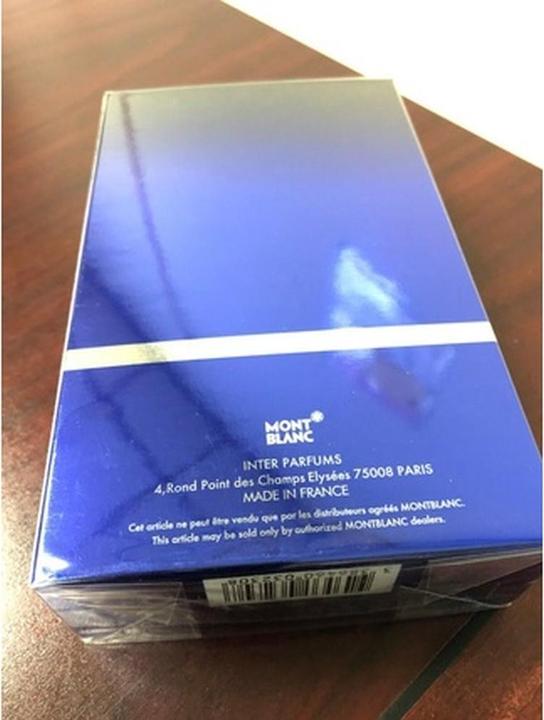 MONT
BLANC
INTER PARFUMS
4,Rond Point des Champs Elysées 75008 PARIS
MADE IN FRANCE
Cet article ne peut être vendu que par les distributeurs agréés MONTBLANC.
This article may be sold only by authorized MONTBLANC dealers.